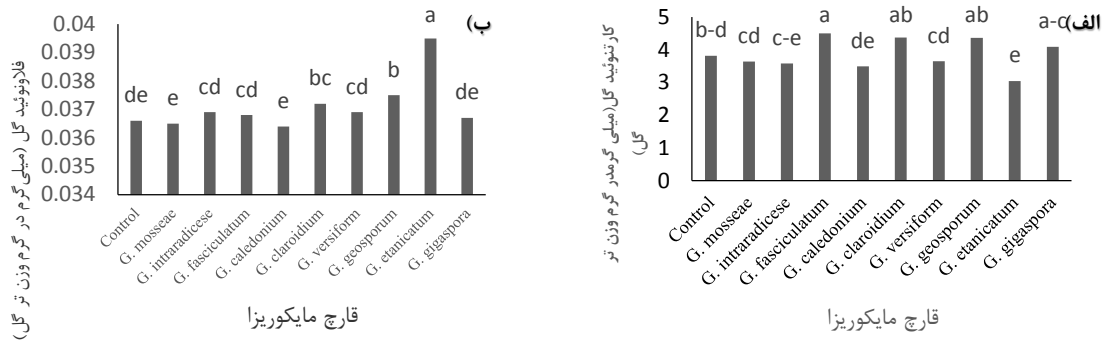 الف)
کارتنوئید گل(میلی گرمدر گرم وزن تر
گل)
5
4
3
2
1
0
b-d
cd
c-e
a
de
ab
cd
ab
e
a-c
Control
G. mosseae
G. intraradicese
G. fasciculatum
G. caledonium
G. claroidium
G. versiform
G. geosporum
G. etanicatum
G. gigaspora
قارچ مایکوریزا
ب)
فلاونوئید گل (میلی گرم در گرم وزن تر گل)
0.04
0.039
0.038
0.037
0.036
0.035
0.034
de
e
cd
cd
e
bc
cd
b
a
de
Control
G. mosseae
G. intraradicese
G. fasciculatum
G. caledonium
G. claroidium
G. versiform
G. geosporum
G. etanicatum
G. gigaspora
قارچ مایکوریزا